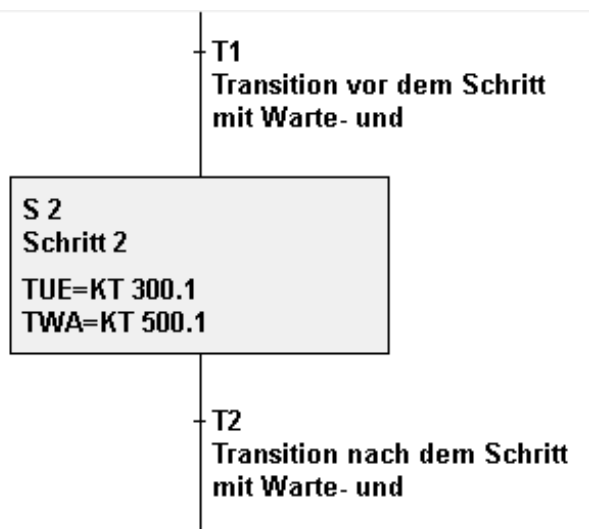 T1
Transition vor dem Schritt
mit Warte- und
S 2
Schritt 2
TUE=KT 300.1
TWA=KT 500.1
T2
Transition nach dem Schritt
mit Warte- und